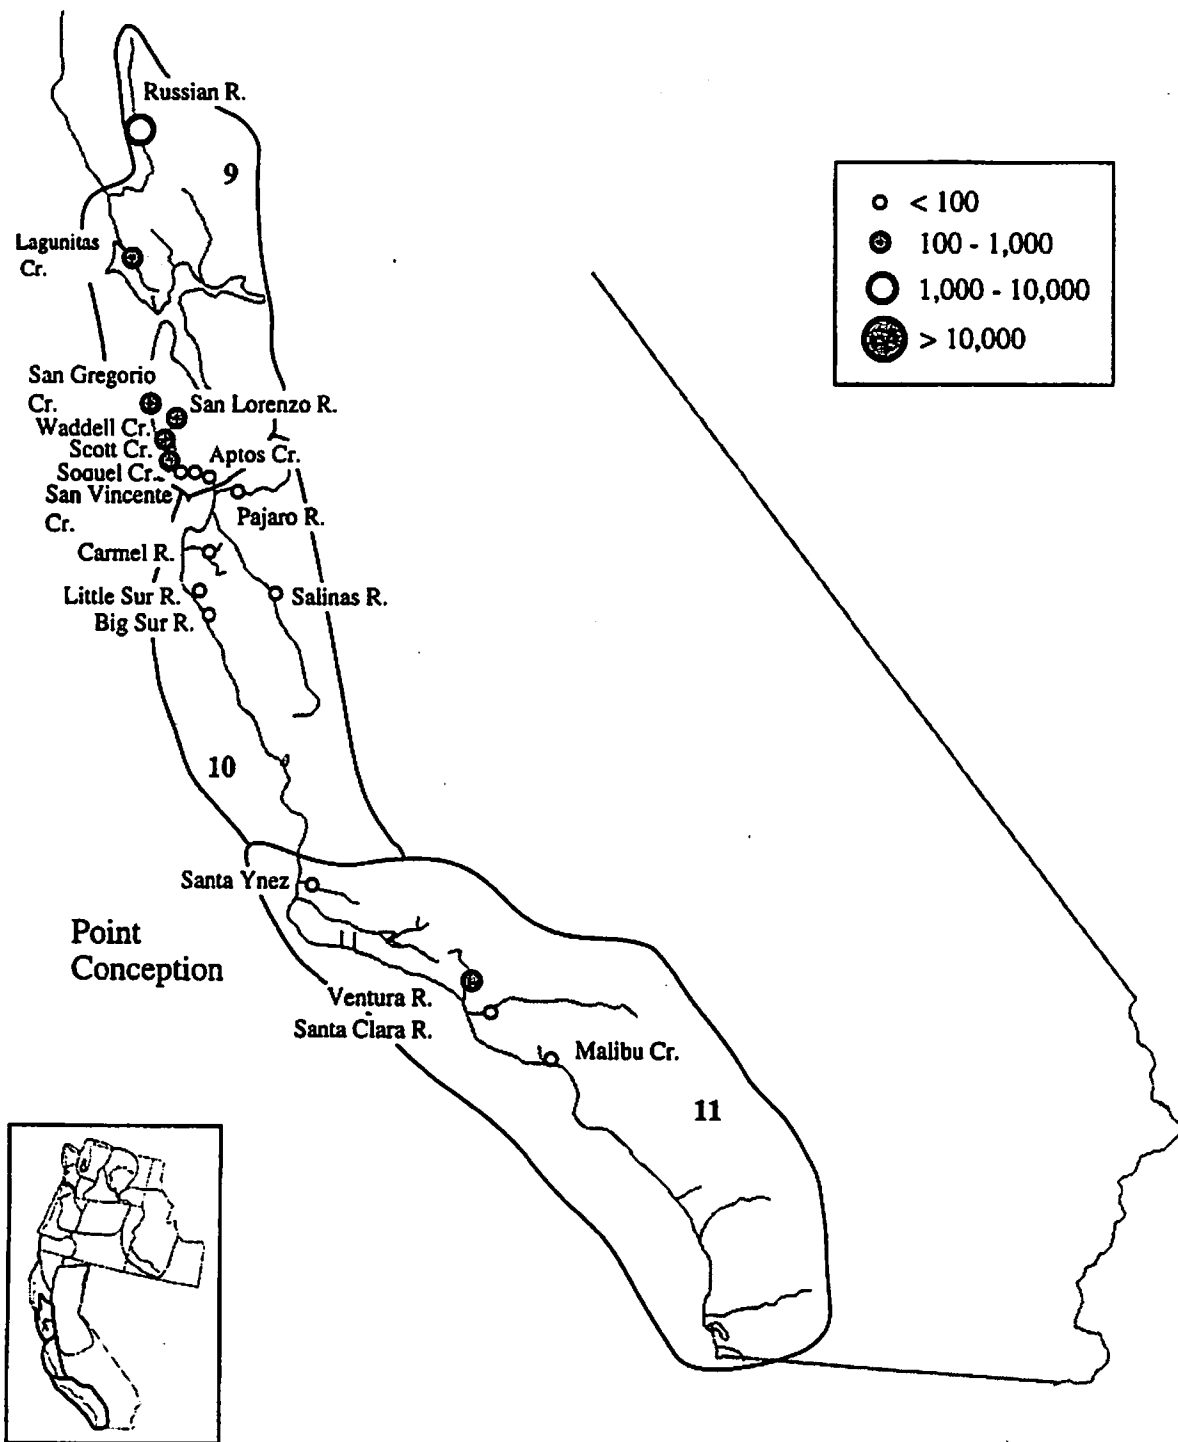 Russian R.
9
< 100
100 - 1,000
1,000 - 10,000
> 10,000
Lagunitas
Cr.
San Gregorio
Cr.
San Lorenzo R.
Waddell Cr.
Scott Cr.
Aptos Cr.
Soquel Cr.
San Vincente
Cr.
Pajaro R.
Carmel R.
Little Sur R.
Salinas R.
Big Sur R.
10
Santa Ynez
Point
Conception
Ventura R.
Santa Clara R.
Malibu Cr.
11